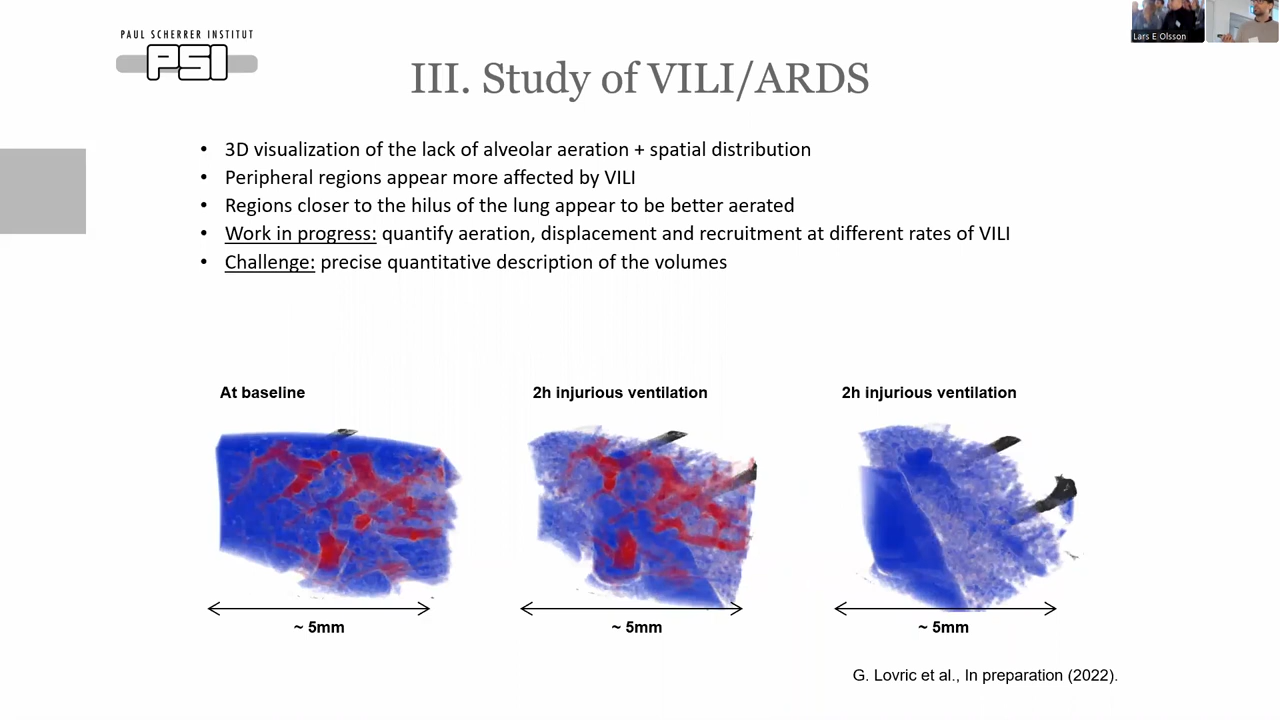 PAUL SCHERRER INSTITUT
PSI
Lars E Olsson
III. Study of VILI/ARDS
• 3D visualization of the lack of alveolar aeration + spatial distribution
• Peripheral regions appear more affected by VILI
• Regions closer to the hilus of the lung appear to be better aerated
• Work in progress: quantify aeration, displacement and recruitment at different rates of VILI
• Challenge: precise quantitative description of the volumes
At baseline
2h injurious ventilation
2h injurious ventilation
~ 5mm
~ 5mm
~ 5mm
G. Lovric et al., In preparation (2022).